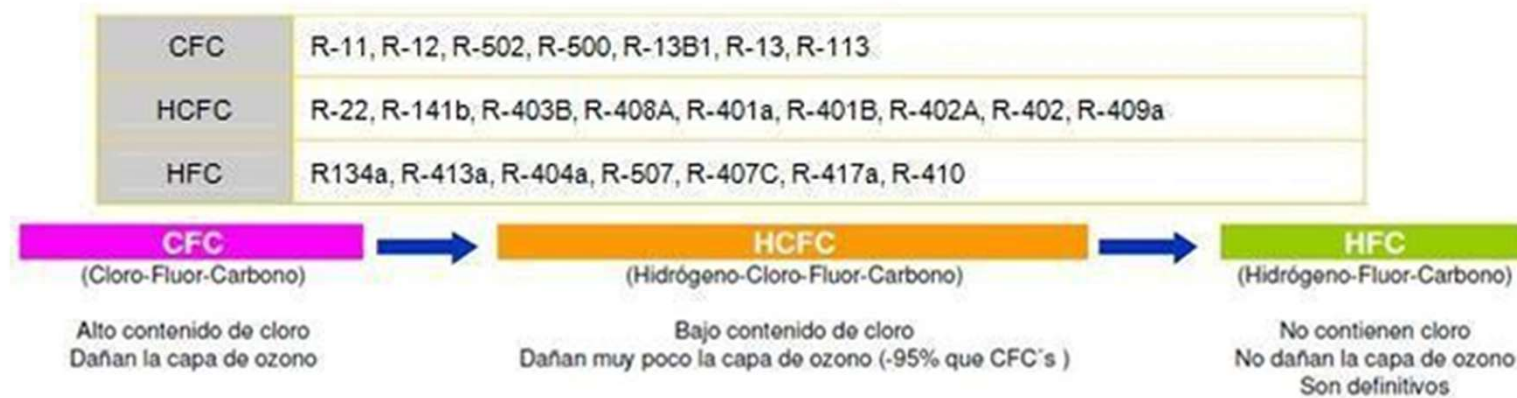 CFC R-11, R-12, R-502, R-500, R-13B1, R-13, R-113
HCFC R-22, R-141b, R-403B, R-408A, R-401a, R-401B, R-402A, R-402, R-409a
HFC R134a, R-413a, R-404a, R-507, R-407C, R-417a, R-410
CFC HCFC HFC
(Cloro-Fluor-Carbono) (Hidrógeno-Cloro-Fluor-Carbono) (Hidrógeno-Fluor-Carbono)
Alto contenido de cloro Bajo contenido de cloro No contienen cloro
Dañan la capa de ozono Dañan muy poco la capa de ozono (-95% que CFC´s ) No dañan la capa de ozono
Son definitivos